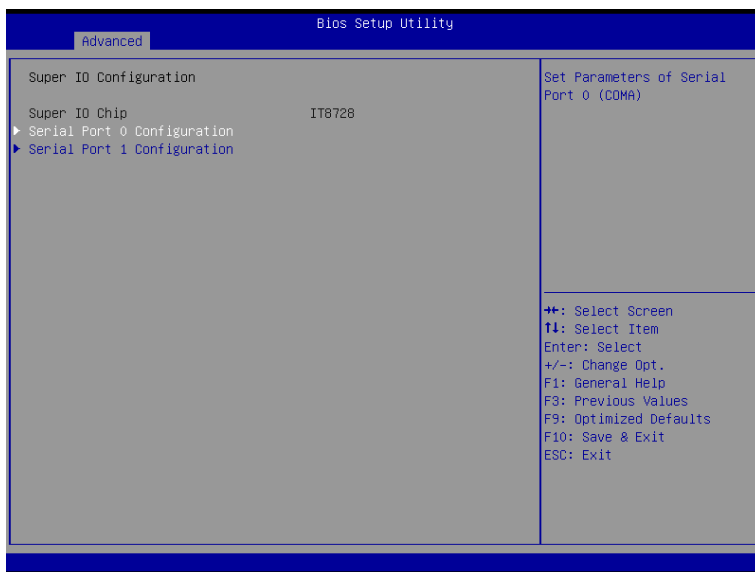 Bios Setup Utility
Advanced
Super IO Configuration
Super IO Chip IT8728
Serial Port 0 Configuration
Serial Port 1 Configuration
Set Parameters of Serial
Port 0 (COMA)
→←: Select Screen
↑↓: Select Item
Enter: Select
+/-: Change Opt.
F1: General Help
F3: Previous Values
F9: Optimized Defaults
F10: Save & Exit
ESC: Exit